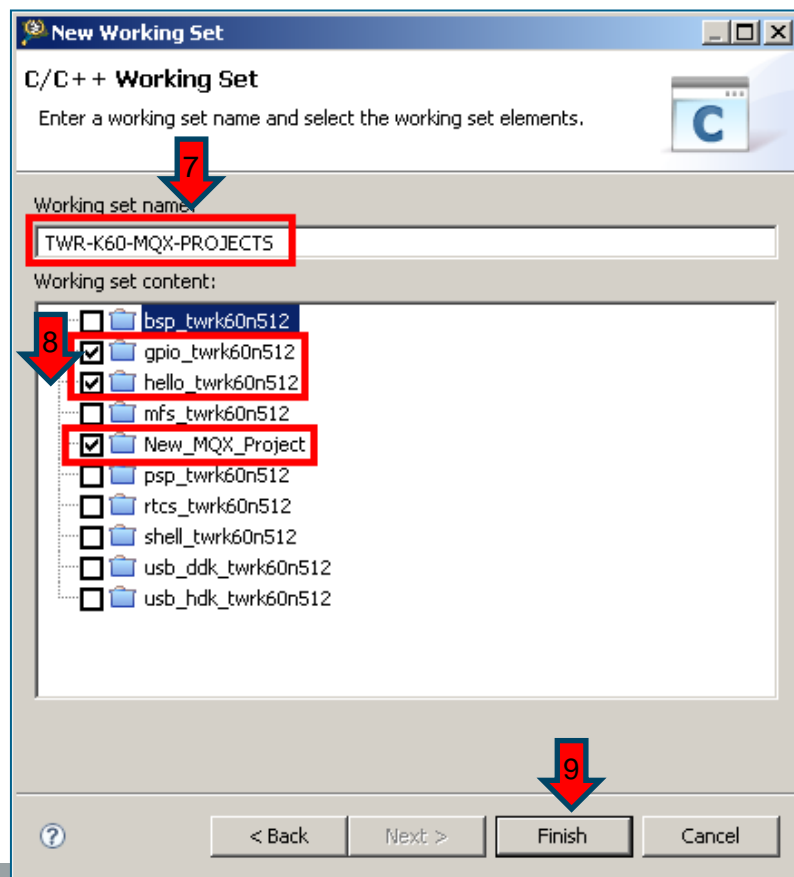 New Working Set
C/C++ Working Set
Enter a working set name and select the working set elements.
C
7
Working set name:
TWR-K60-MQX-PROJECTS
Working set content:
bsp_twrk60n512
8
gpio_twrk60n512
hello_twrk60n512
mfs_twrk60n512
New_MQX_Project
psp_twrk60n512
rtcs_twrk60n512
shell_twrk60n512
usb_ddk_twrk60n512
usb_hdk_twrk60n512
9
? < Back Next > Finish Cancel